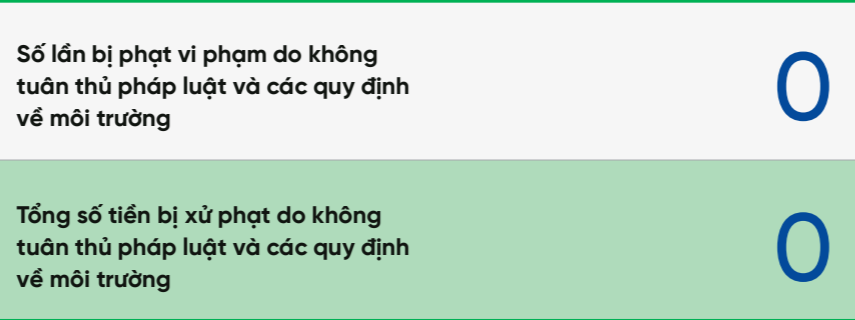 Số lần bị phạt vi phạm do không
tuân thủ pháp luật và các quy định
về môi trường
0
Tổng số tiền bị xử phạt do không
tuân thủ pháp luật và các quy định
về môi trường
0